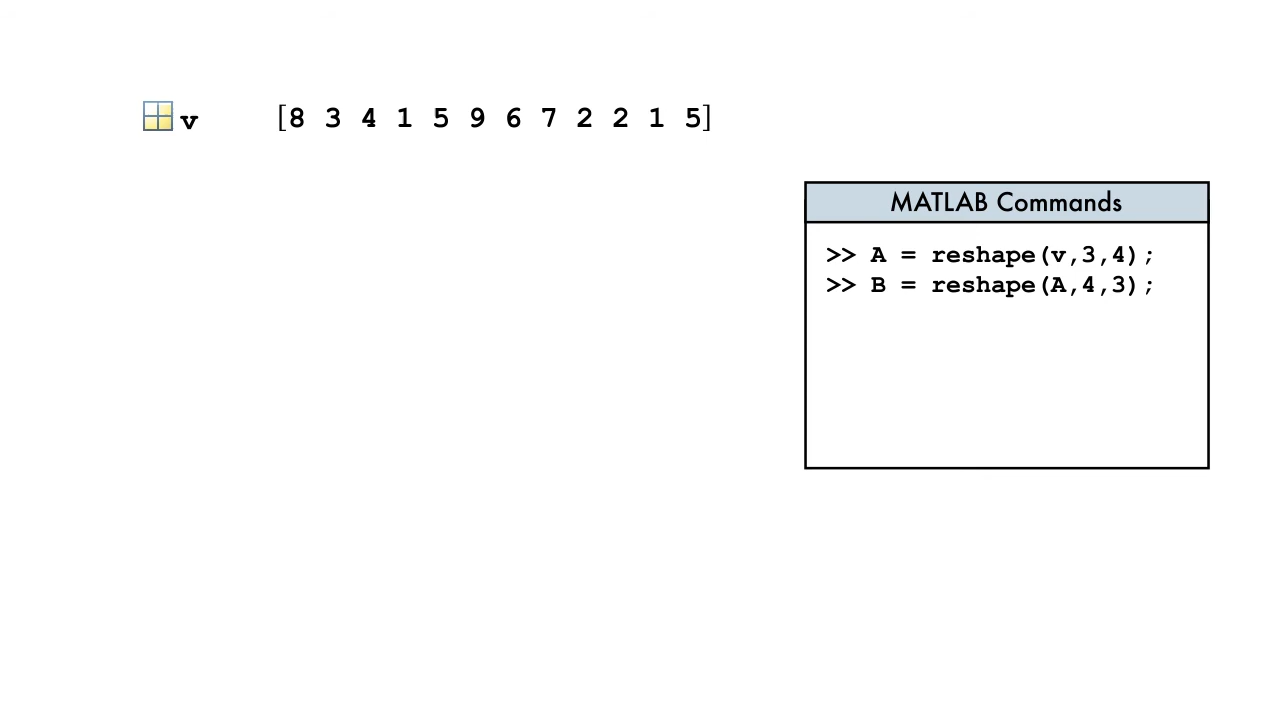 v [8 3 4 1 5 9 6 7 2 2 1 5]
MATLAB Commands
>> A = reshape(v,3,4);
>> B = reshape(A,4,3);